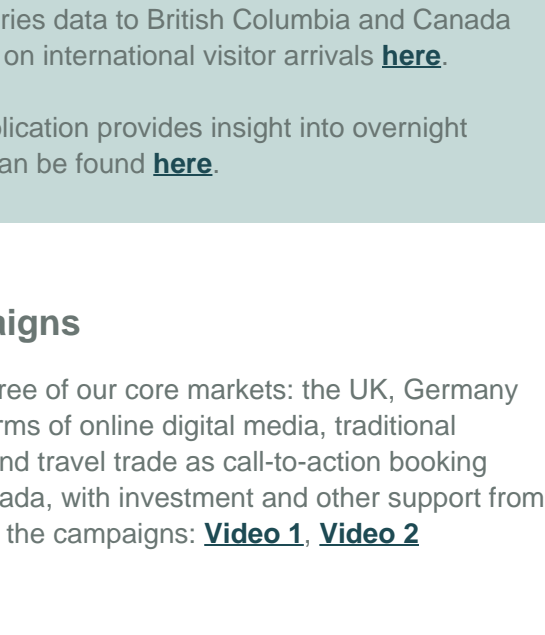 ries data to British Columbia and Canada
on international visitor arrivals here.
lication provides insight into overnight
an be found here.
aigns
ree of our core markets: the UK, Germany
rms of online digital media, traditional
nd travel trade as call-to-action booking
ada, with investment and other support from
the campaigns: Video 1, Video 2